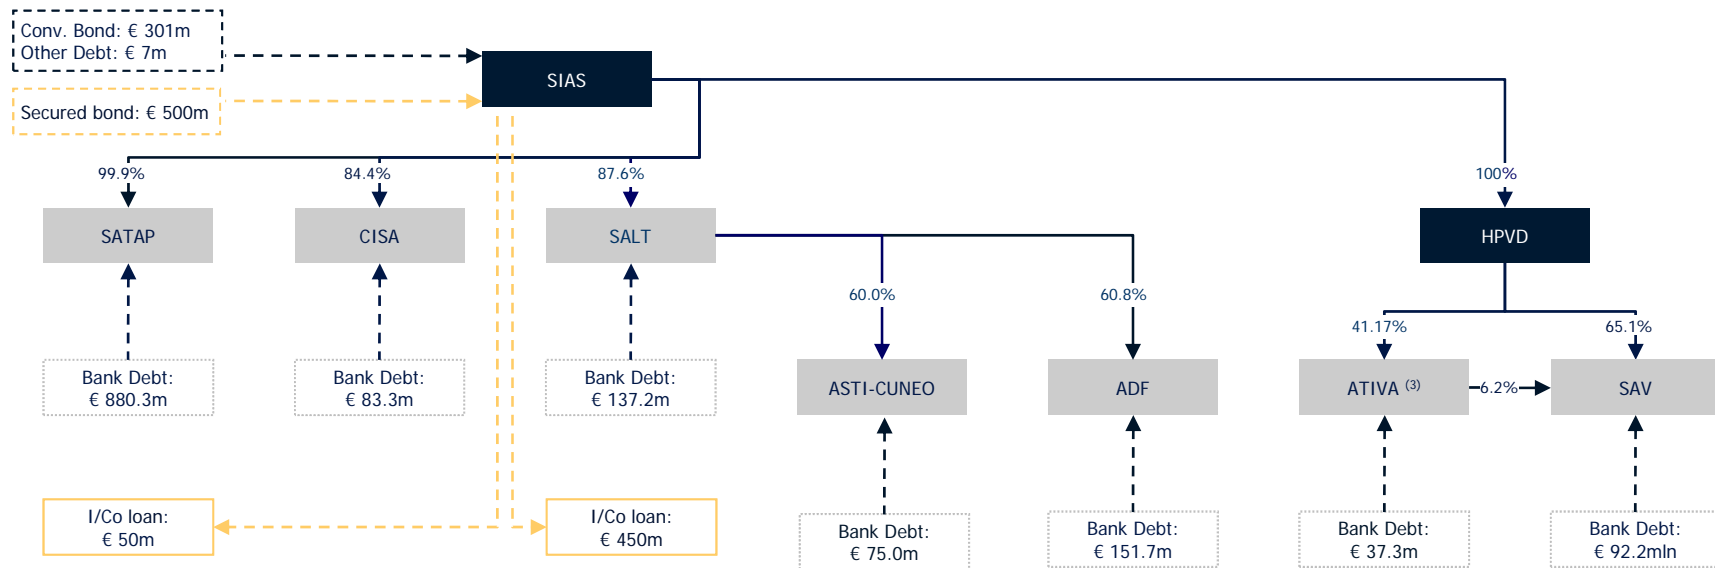 Conv. Bond: € 301m
Other Debt: € 7m
SIAS
Secured bond: € 500m
99.9%
84.4%
87.6%
100%
SATAP
CISA
SALT
HPVD
60.0%
60.8%
41.17%
65.1%
Bank Debt:
€ 880.3m
Bank Debt:
€ 83.3m
Bank Debt:
€ 137.2m
ASTI-CUNEO
ADF
ATIVA (3)
6.2%
SAV
I/Co loan:
€ 50m
I/Co loan:
€ 450m
Bank Debt:
€ 75.0m
Bank Debt:
€ 151.7m
Bank Debt:
€ 37.3m
Bank Debt:
€ 92.2mln